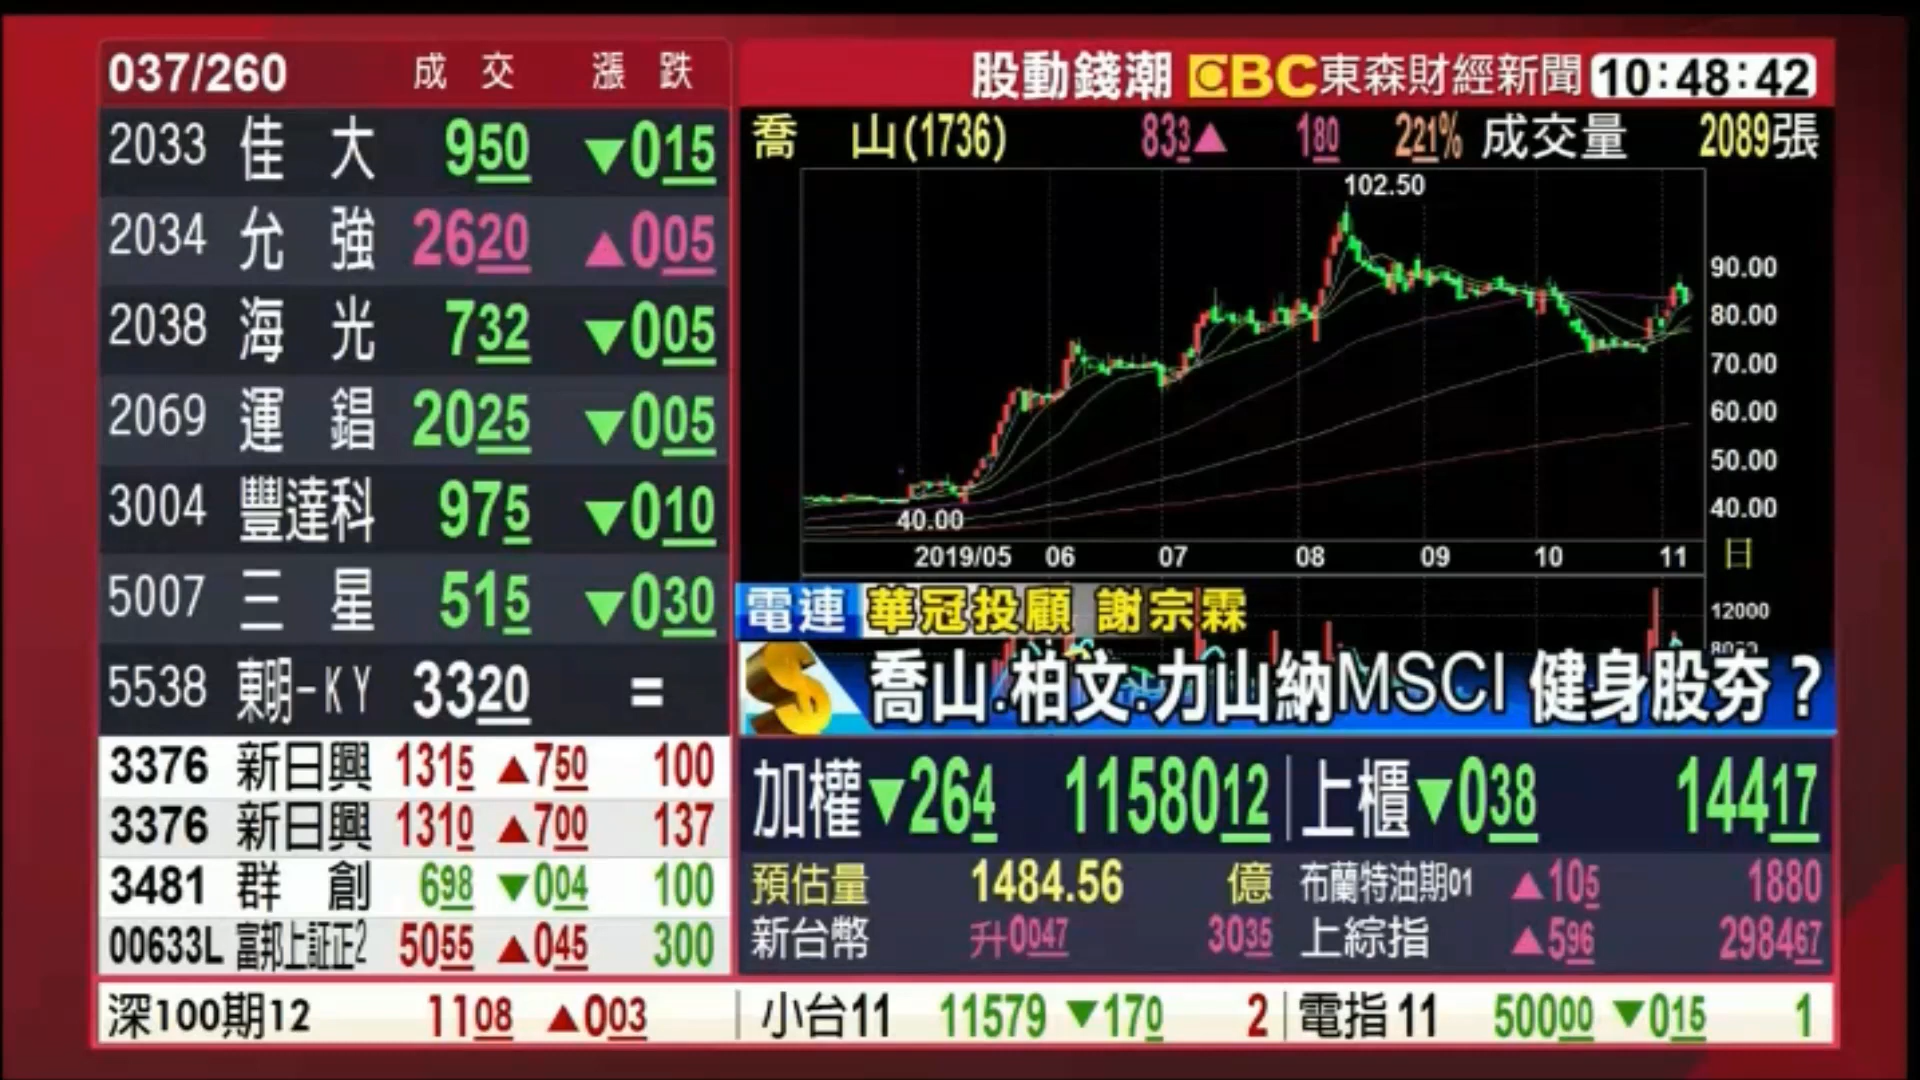 037/260 成交 漲跌
2033 佳大 950 ▼015
2034 允強 2620 ▲005
2038 海光 732 ▼005
2069 運錩 2025 ▼005
3004 豐達科 975 ▼010
5007 三星 515 ▼030
5538 東明-KY 3320 =
3376 新日興 1315 ▲750 100
3376 新日興 1310 ▲700 137
3481 群創 698 ▼004 100
00633L 富邦上証正2 5055 ▲045 300
股動錢潮 EBC 東森財經新聞 10:48:42
喬山(1736) 833▲ 180 221% 成交量 2089張
102.50
90.00
80.00
70.00
60.00
50.00
40.00
40.00
2019/05 06 07 08 09 10 11 日
12000
8000
電連 華冠投顧 謝宗霖
喬山.柏文.力山納MSCI 健身股夯？
加權▼264 1158012 上櫃▼038 14417
預估量 1484.56 億 布蘭特油期01 ▲105 1880
新台幣 升0047 3035 上綜指 ▲596 298467
深100期12 1108 ▲003 小台11 11579 ▼170 2 電指11 50000 ▼015 1